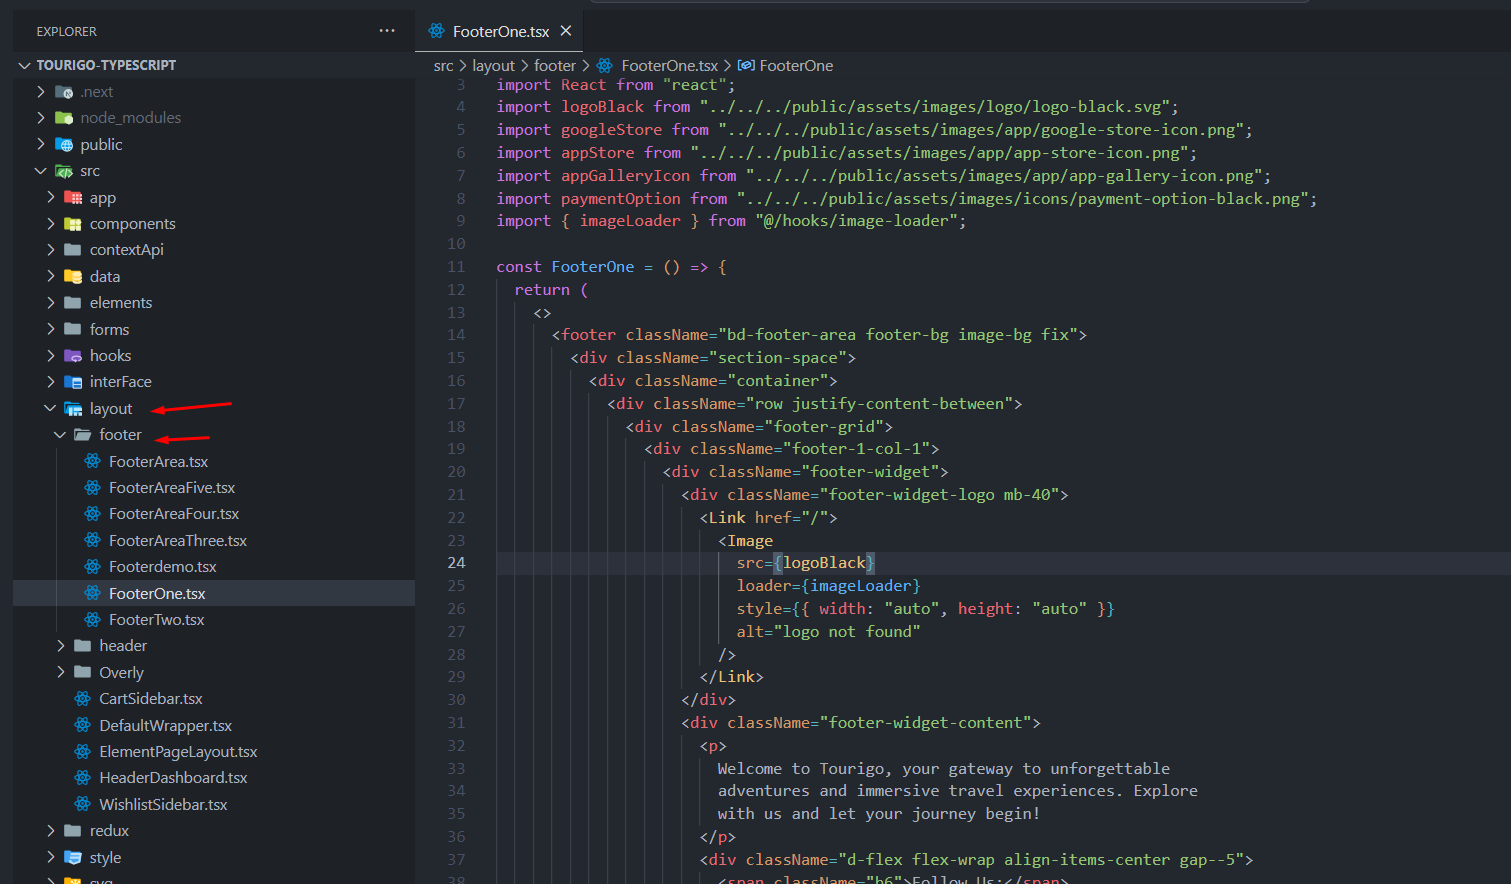 EXPLORER
TOURIGO-TYPESCRIPT
.next
node_modules
public
src
app
components
contextApi
data
elements
forms
hooks
interFace
layout
footer
FooterArea.tsx
FooterAreaFive.tsx
FooterAreaFour.tsx
FooterAreaThree.tsx
Footerdemo.tsx
FooterOne.tsx
FooterTwo.tsx
header
Overly
CartSidebar.tsx
DefaultWrapper.tsx
ElementPageLayout.tsx
HeaderDashboard.tsx
WishlistSidebar.tsx
redux
style
svg
FooterOne.tsx
src > layout > footer > FooterOne.tsx > FooterOne
3 import React from "react";
4 import logoBlack from "../../../public/assets/images/logo/logo-black.svg";
5 import googleStore from "../../../public/assets/images/app/google-store-icon.png";
6 import appStore from "../../../public/assets/images/app/app-store-icon.png";
7 import appGalleryIcon from "../../../public/assets/images/app/app-gallery-icon.png";
8 import paymentOption from "../../../public/assets/images/icons/payment-option-black.png";
9 import { imageLoader } from "@/hooks/image-loader";
10
11 const FooterOne = () => {
12 return (
13 <>
14 <footer className="bd-footer-area footer-bg image-bg fix">
15 <div className="section-space">
16 <div className="container">
17 <div className="row justify-content-between">
18 <div className="footer-grid">
19 <div className="footer-1-col-1">
20 <div className="footer-widget">
21 <div className="footer-widget-logo mb-40">
22 <Link href="/">
23 <Image
24 src={logoBlack}
25 loader={imageLoader}
26 style={{ width: "auto", height: "auto" }}
27 alt="logo not found"
28 />
29 </Link>
30 </div>
31 <div className="footer-widget-content">
32 <p>
33 Welcome to Tourigo, your gateway to unforgettable
34 adventures and immersive travel experiences. Explore
35 with us and let your journey begin!
36 </p>
37 <div className="d-flex flex-wrap align-items-center gap--5">
38 <span className="b6">Follow Us:</span>